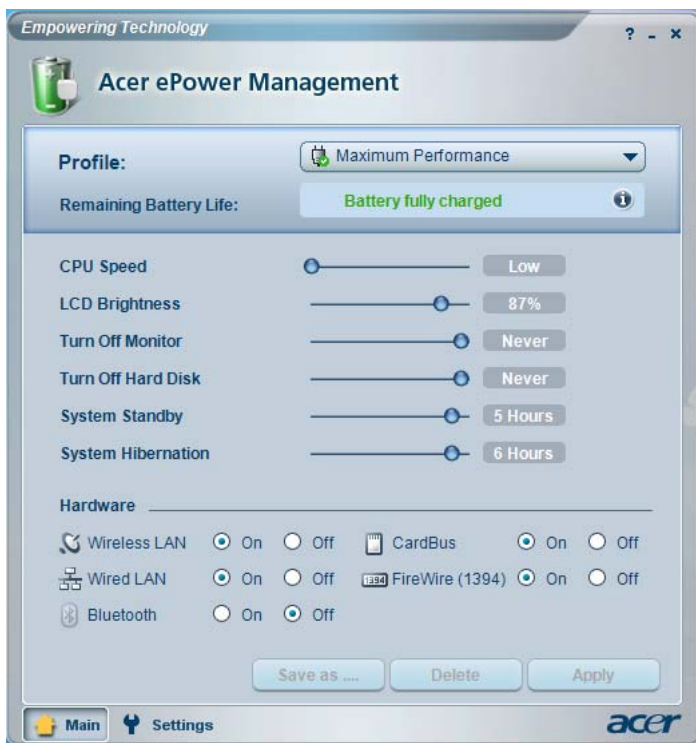 Empowering Technology
? - x
Acer ePower Management
Profile: Maximum Performance
Remaining Battery Life: Battery fully charged i
CPU Speed Low
LCD Brightness 87%
Turn Off Monitor Never
Turn Off Hard Disk Never
System Standby 5 Hours
System Hibernation 6 Hours
Hardware
Wireless LAN On Off CardBus On Off
Wired LAN On Off 1394 FireWire (1394) On Off
Bluetooth On Off
Save as .... Delete Apply
Main Settings acer